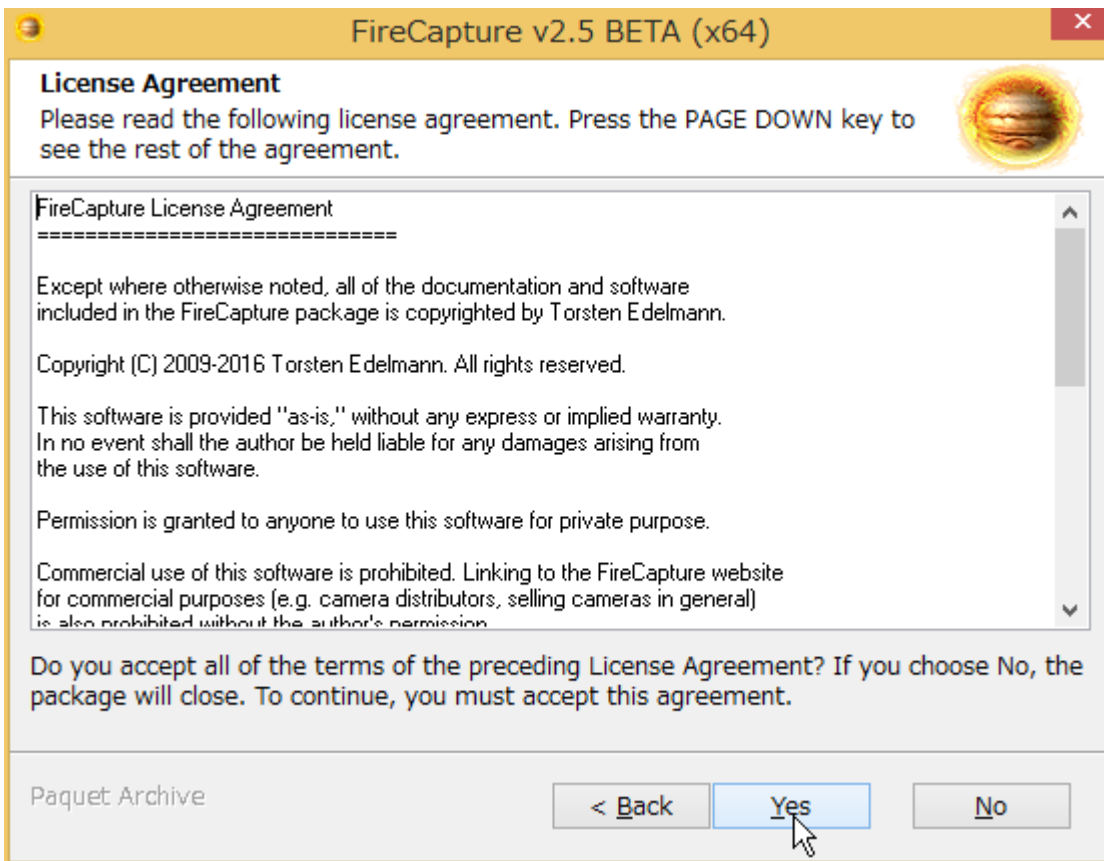 FireCapture v2.5 BETA (x64)
License Agreement
Please read the following license agreement. Press the PAGE DOWN key to
see the rest of the agreement.
FireCapture License Agreement
==============================
Except where otherwise noted, all of the documentation and software
included in the FireCapture package is copyrighted by Torsten Edelmann.
Copyright (C) 2009-2016 Torsten Edelmann. All rights reserved.
This software is provided "as-is," without any express or implied warranty.
In no event shall the author be held liable for any damages arising from
the use of this software.
Permission is granted to anyone to use this software for private purpose.
Commercial use of this software is prohibited. Linking to the FireCapture website
for commercial purposes (e.g. camera distributors, selling cameras in general)
is also prohibited without the author's permission
Do you accept all of the terms of the preceding License Agreement? If you choose No, the
package will close. To continue, you must accept this agreement.
Paquet Archive
< Back
Yes
No